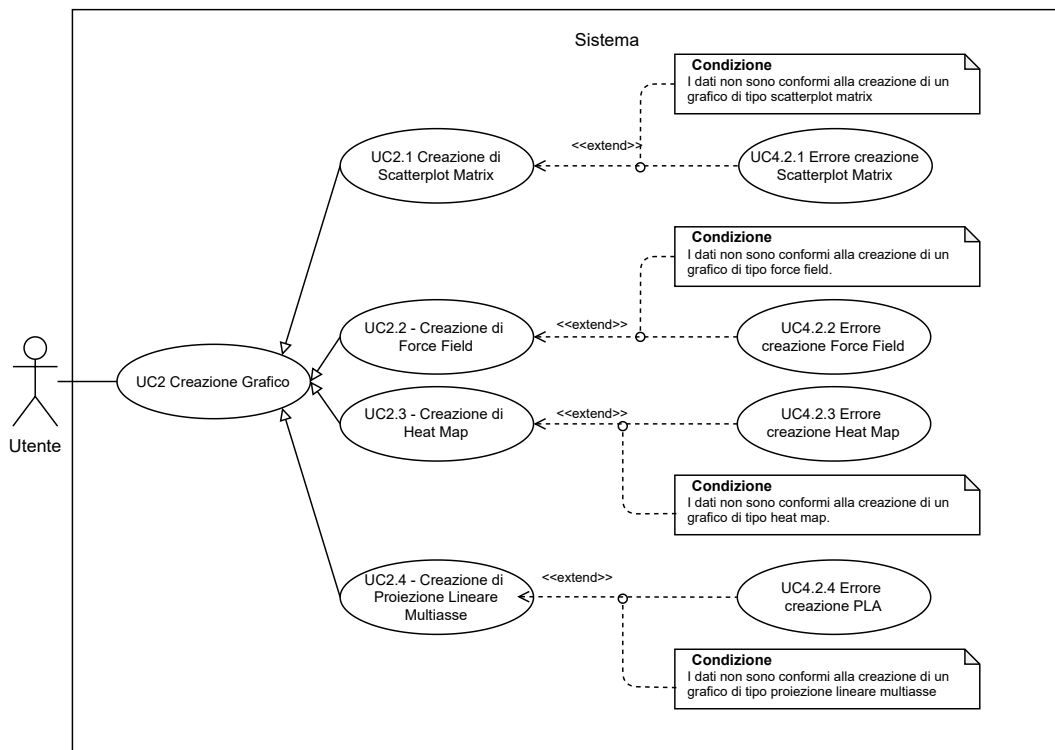 Sistema
Condizione
I dati non sono conformi alla creazione di un
grafico di tipo scatterplot matrix
UC2.1 Creazione di
Scatterplot Matrix
<<extend>>
UC4.2.1 Errore creazione
Scatterplot Matrix
Condizione
I dati non sono conformi alla creazione di un
grafico di tipo force field.
UC2.2 - Creazione di
Force Field
<<extend>>
UC4.2.2 Errore
creazione Force Field
UC2 Creazione Grafico
Utente
UC2.3 - Creazione di
Heat Map
<<extend>>
UC4.2.3 Errore
creazione Heat Map
Condizione
I dati non sono conformi alla creazione di un
grafico di tipo heat map.
UC2.4 - Creazione di
Proiezione Lineare
Multiasse
<<extend>>
UC4.2.4 Errore
creazione PLA
Condizione
I dati non sono conformi alla creazione di un
grafico di tipo proiezione lineare multiasse